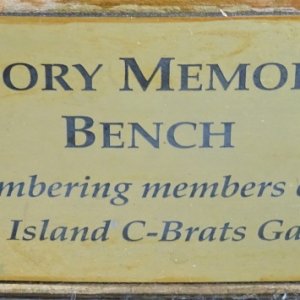 ORY MEMO
BENCH
mbering members
Island C-Brats Ga